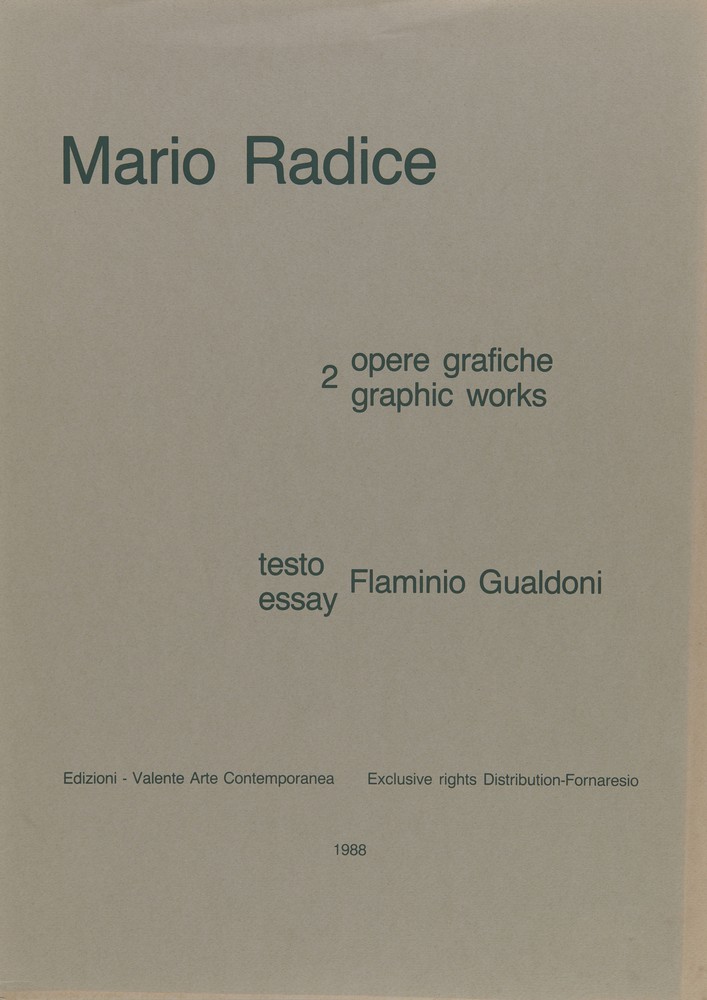 Mario Radice
2 opere grafiche
graphic works
testo
essay
Flaminio Gualdoni
Edizioni - Valente Arte Contemporanea Exclusive rights Distribution-Fornaresio
1988